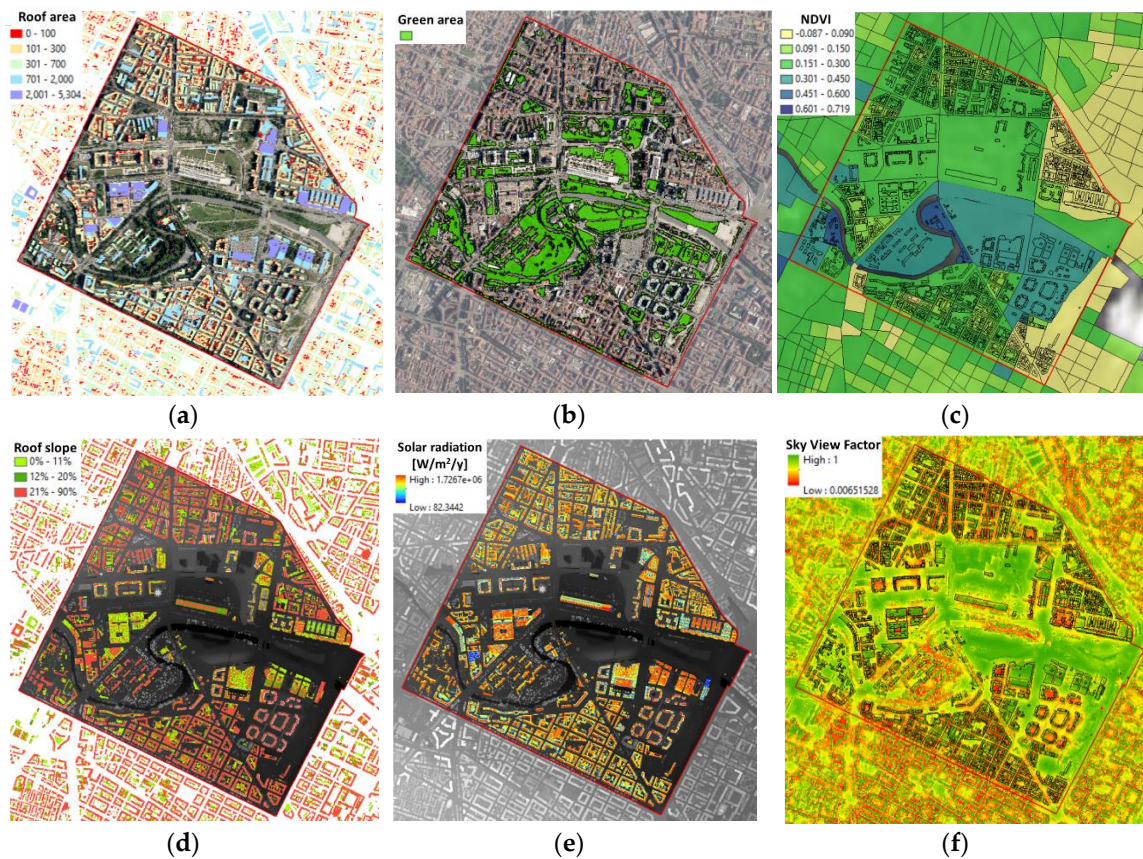 Roof area
0 - 100
101 - 300
301 - 700
701 - 2,000
2,001 - 5,304
Green area
NDVI
-0.087 - 0.090
0.091 - 0.150
0.151 - 0.300
0.301 - 0.450
0.451 - 0.600
0.601 - 0.719
(a)
(b)
(c)
Roof slope
0% - 11%
12% - 20%
21% - 90%
Solar radiation
[W/m²/y]
High : 1.7267e+06
Low : 82.3442
Sky View Factor
High : 1
Low : 0.00651528
(d)
(e)
(f)